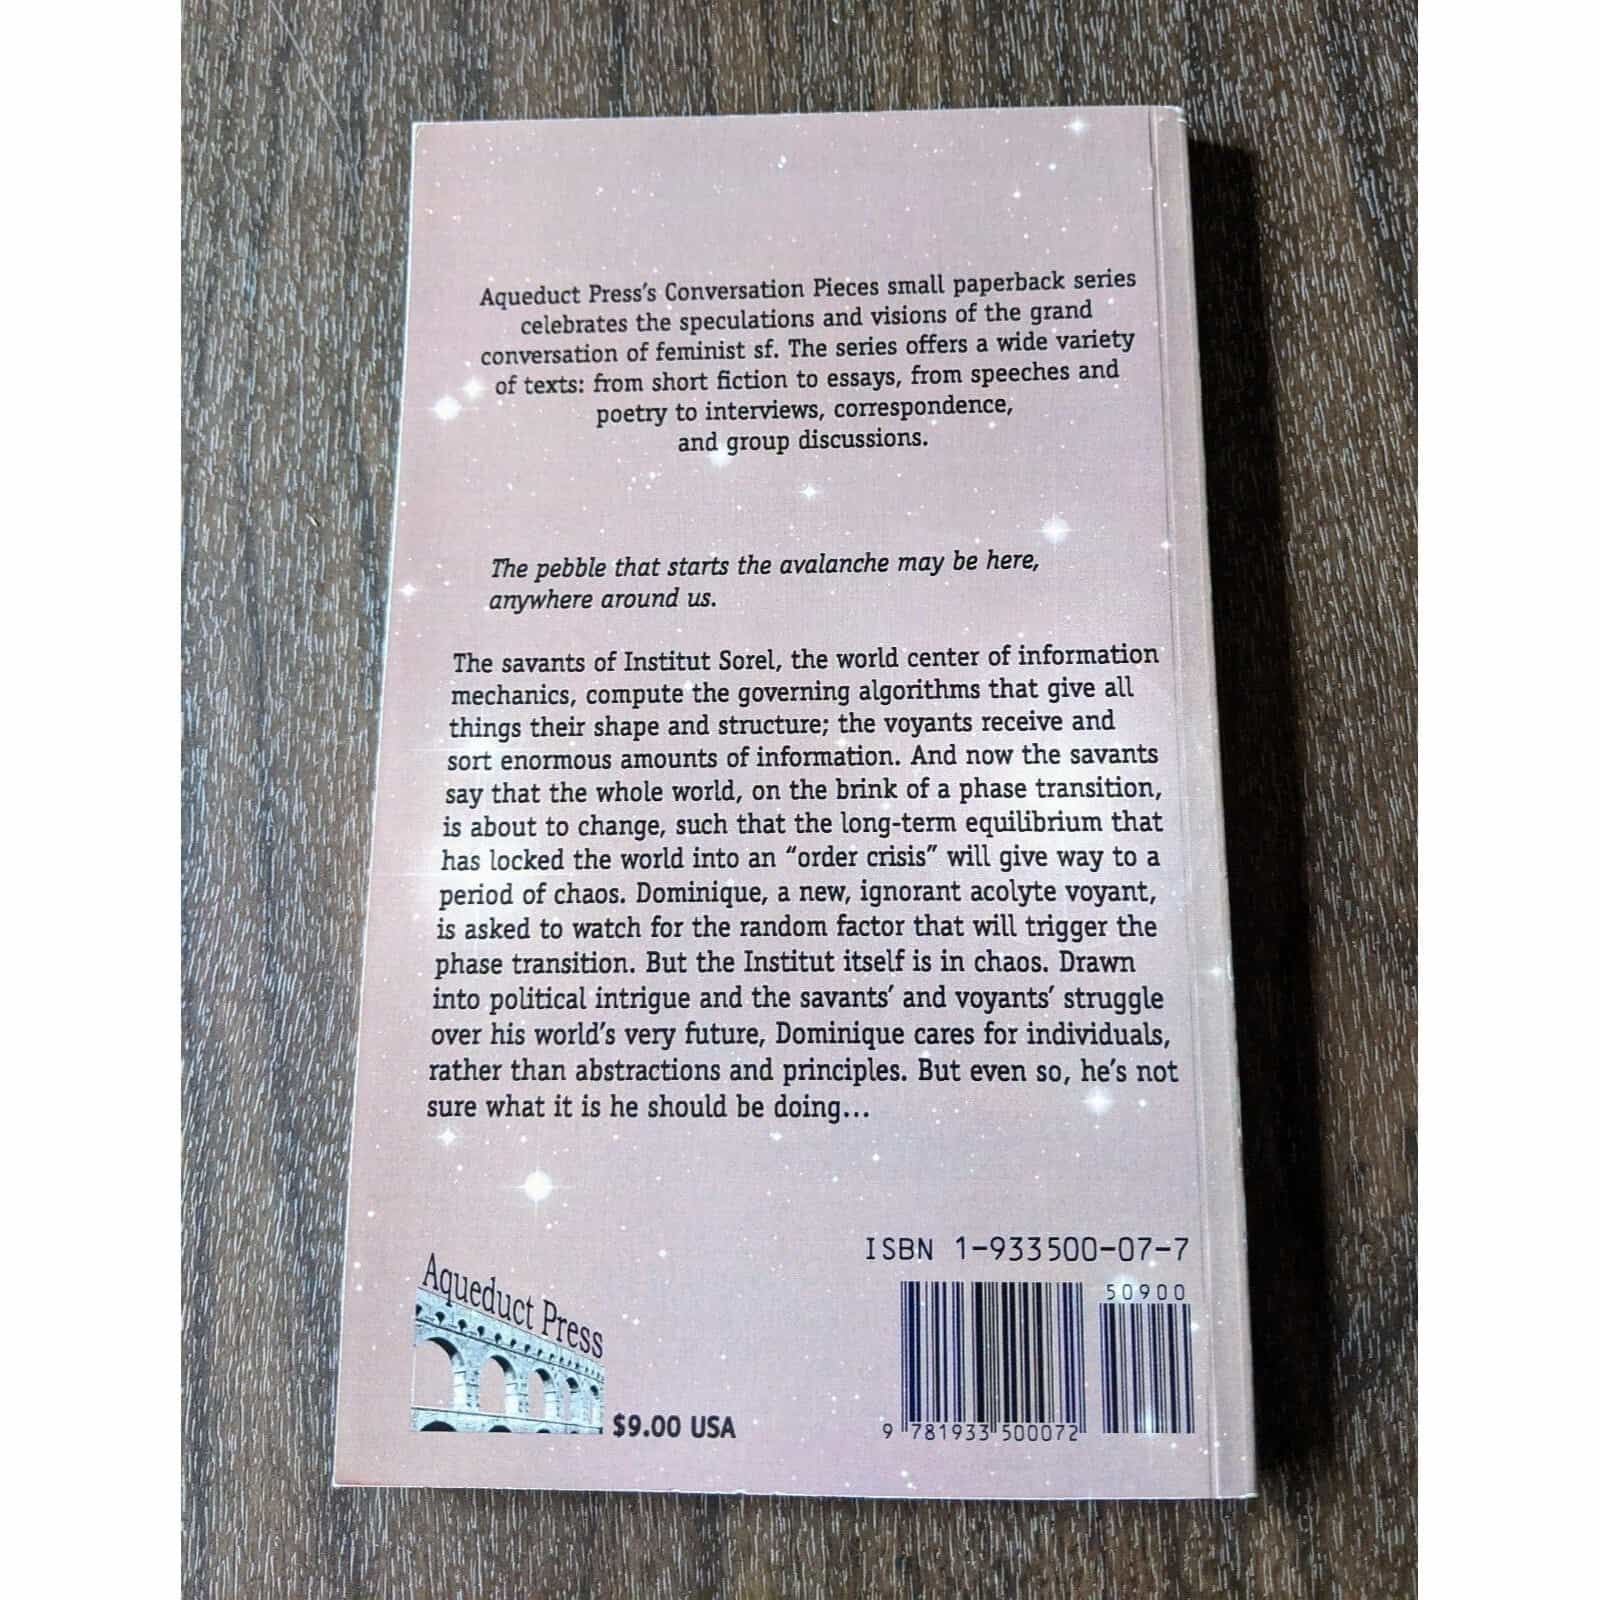 Aqueduct Press's Conversation Pieces small paperback series
celebrates the speculations and visions of the grand
conversation of feminist sf. The series offers a wide variety
of texts: from short fiction to essays, from speeches and
poetry to interviews, correspondence,
and group discussions.
The pebble that starts the avalanche may be here,
anywhere around us.
The savants of Institut Sorel, the world center of information
mechanics, compute the governing algorithms that give all
things their shape and structure; the voyants receive and
sort enormous amounts of information. And now the savants
say that the whole world, on the brink of a phase transition,
is about to change, such that the long-term equilibrium that
has locked the world into an “order crisis” will give way to a
period of chaos. Dominique, a new, ignorant acolyte voyant,
is asked to watch for the random factor that will trigger the
phase transition. But the Institut itself is in chaos. Drawn
into political intrigue and the savants’ and voyants’ struggle
over his world’s very future, Dominique cares for individuals,
rather than abstractions and principles. But even so, he’s not
sure what it is he should be doing…
Aqueduct Press
$9.00 USA
ISBN 1-933500-07-7
50900
9 781933 500072